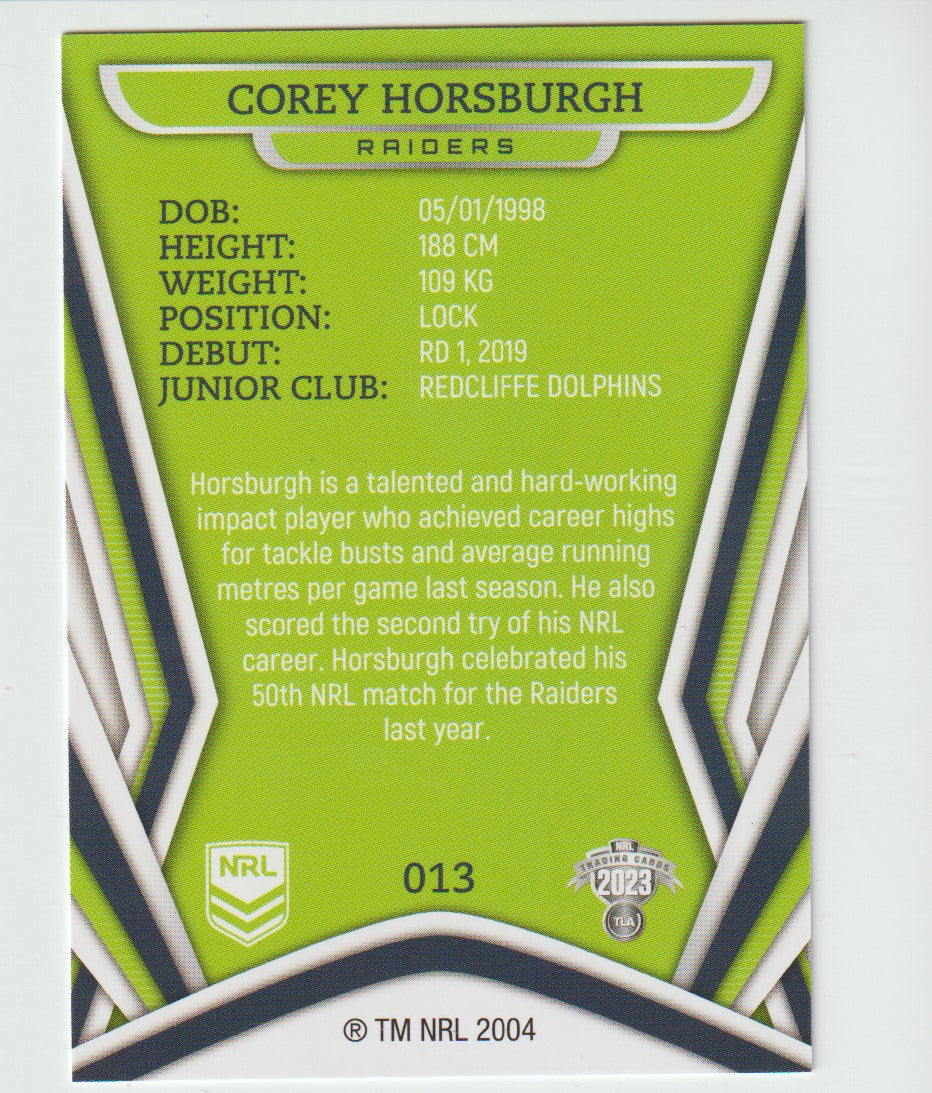 COREY HORSBURGH
RAIDERS
DOB: 05/01/1998
HEIGHT: 188 CM
WEIGHT: 109 KG
POSITION: LOCK
DEBUT: RD 1, 2019
JUNIOR CLUB: REDCLIFFE DOLPHINS
Horsburgh is a talented and hard-working
impact player who achieved career highs
for tackle busts and average running
metres per game last season. He also
scored the second try of his NRL
career. Horsburgh celebrated his
50th NRL match for the Raiders
last year.
NRL
013
NRL
TRADING CARDS
2023
TLA
® TM NRL 2004